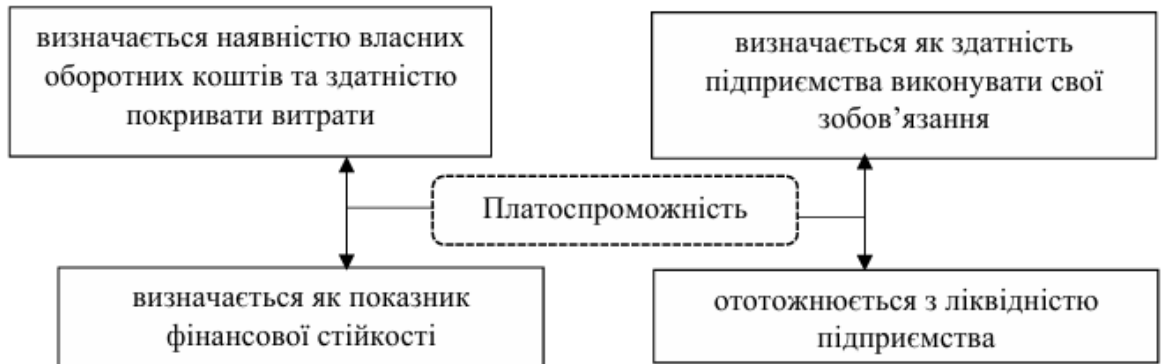 визначається наявністю власних
оборотних коштів та здатністю
покривати витрати
визначається як здатність
підприємства виконувати свої
зобов’язання
Платоспроможність
визначається як показник
фінансової стійкості
ототожнюється з ліквідністю
підприємства